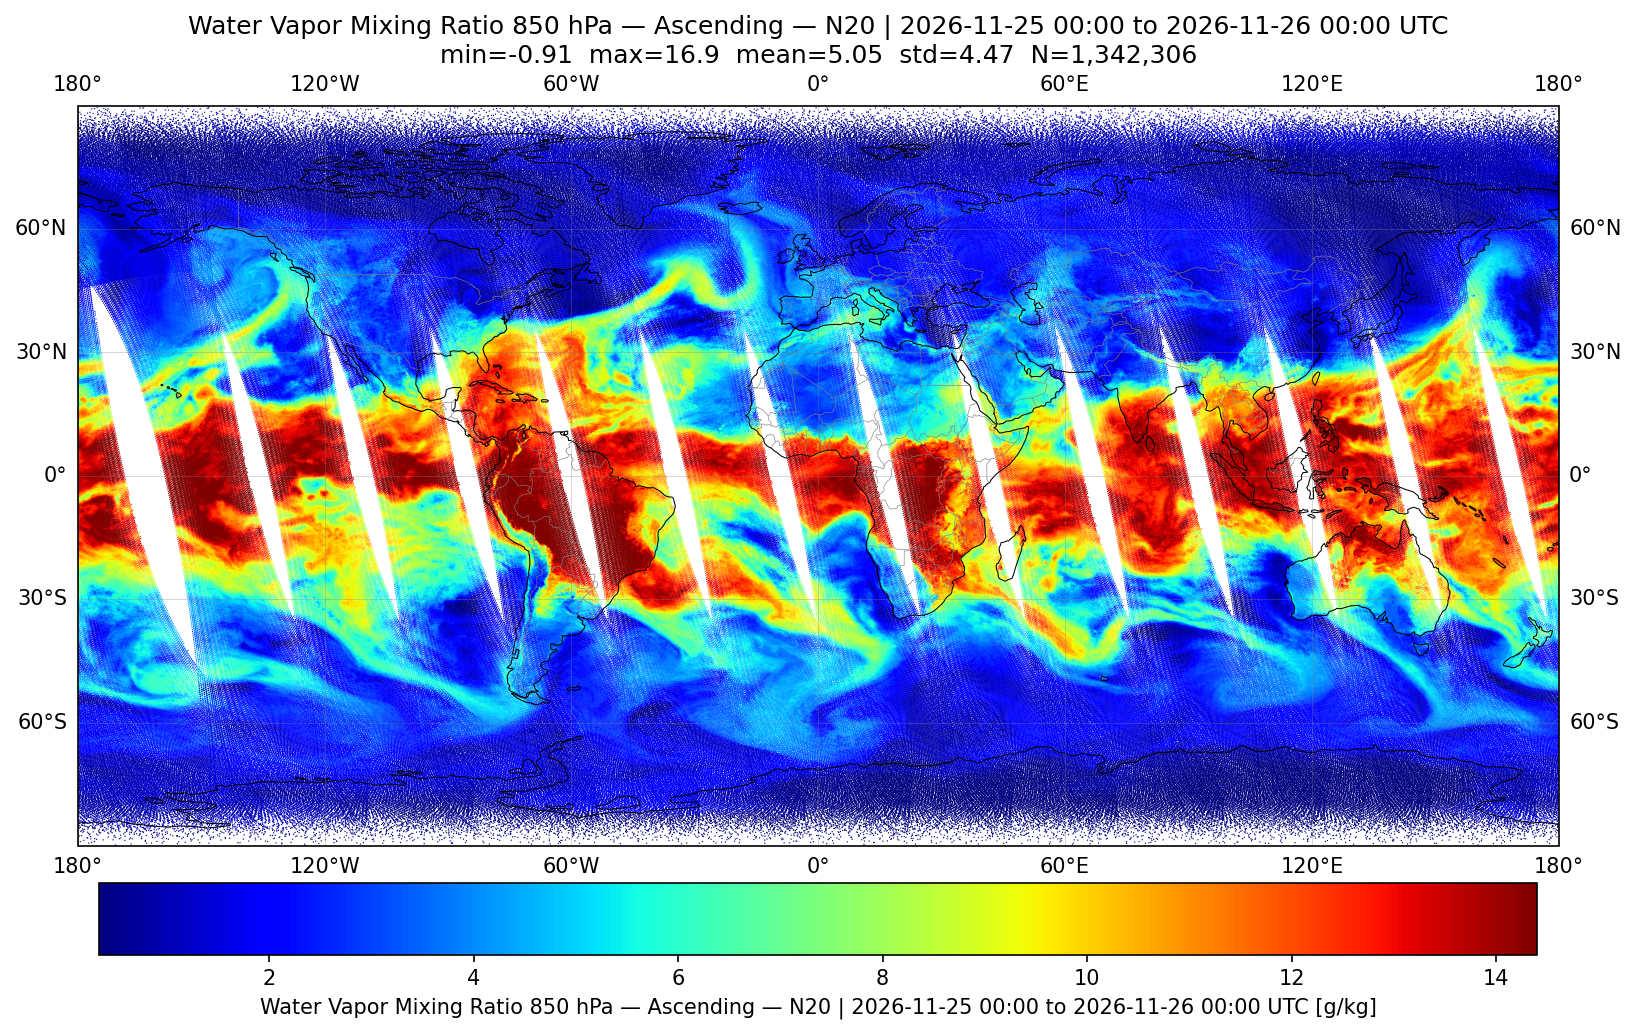 Water Vapor Mixing Ratio 850 hPa — Ascending — N20 | 2026-11-25 00:00 to 2026-11-26 00:00 UTC
min=-0.91  max=16.9  mean=5.05  std=4.47  N=1,342,306
180° 120°W 60°W 0° 60°E 120°E 180°
60°N 60°N
30°N 30°N
0° 0°
30°S 30°S
60°S 60°S
180° 120°W 60°W 0° 60°E 120°E 180°
2 4 6 8 10 12 14
Water Vapor Mixing Ratio 850 hPa — Ascending — N20 | 2026-11-25 00:00 to 2026-11-26 00:00 UTC [g/kg]